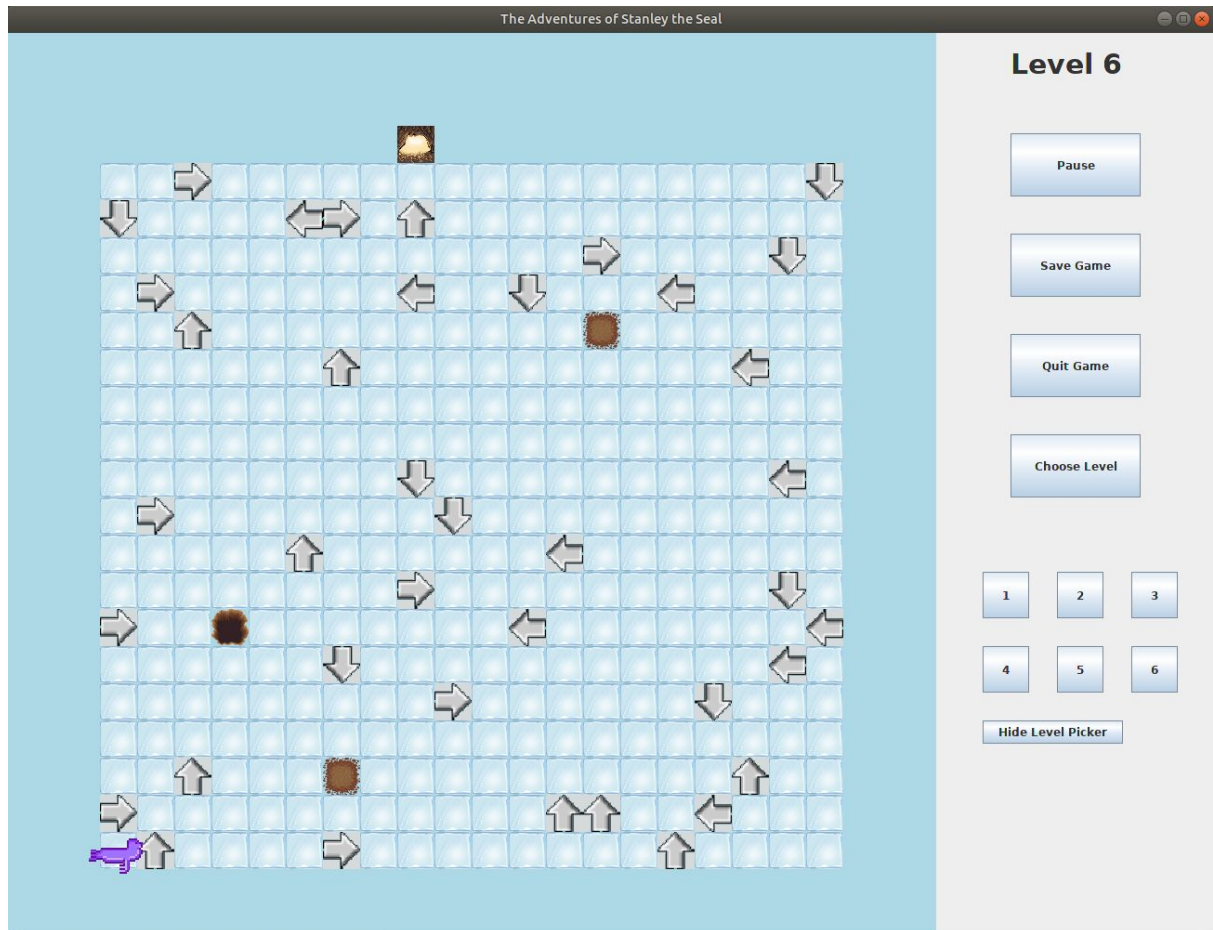 The Adventures of Stanley the Seal
Level 6
Pause
Save Game
Quit Game
Choose Level
1 2 3
4 5 6
Hide Level Picker